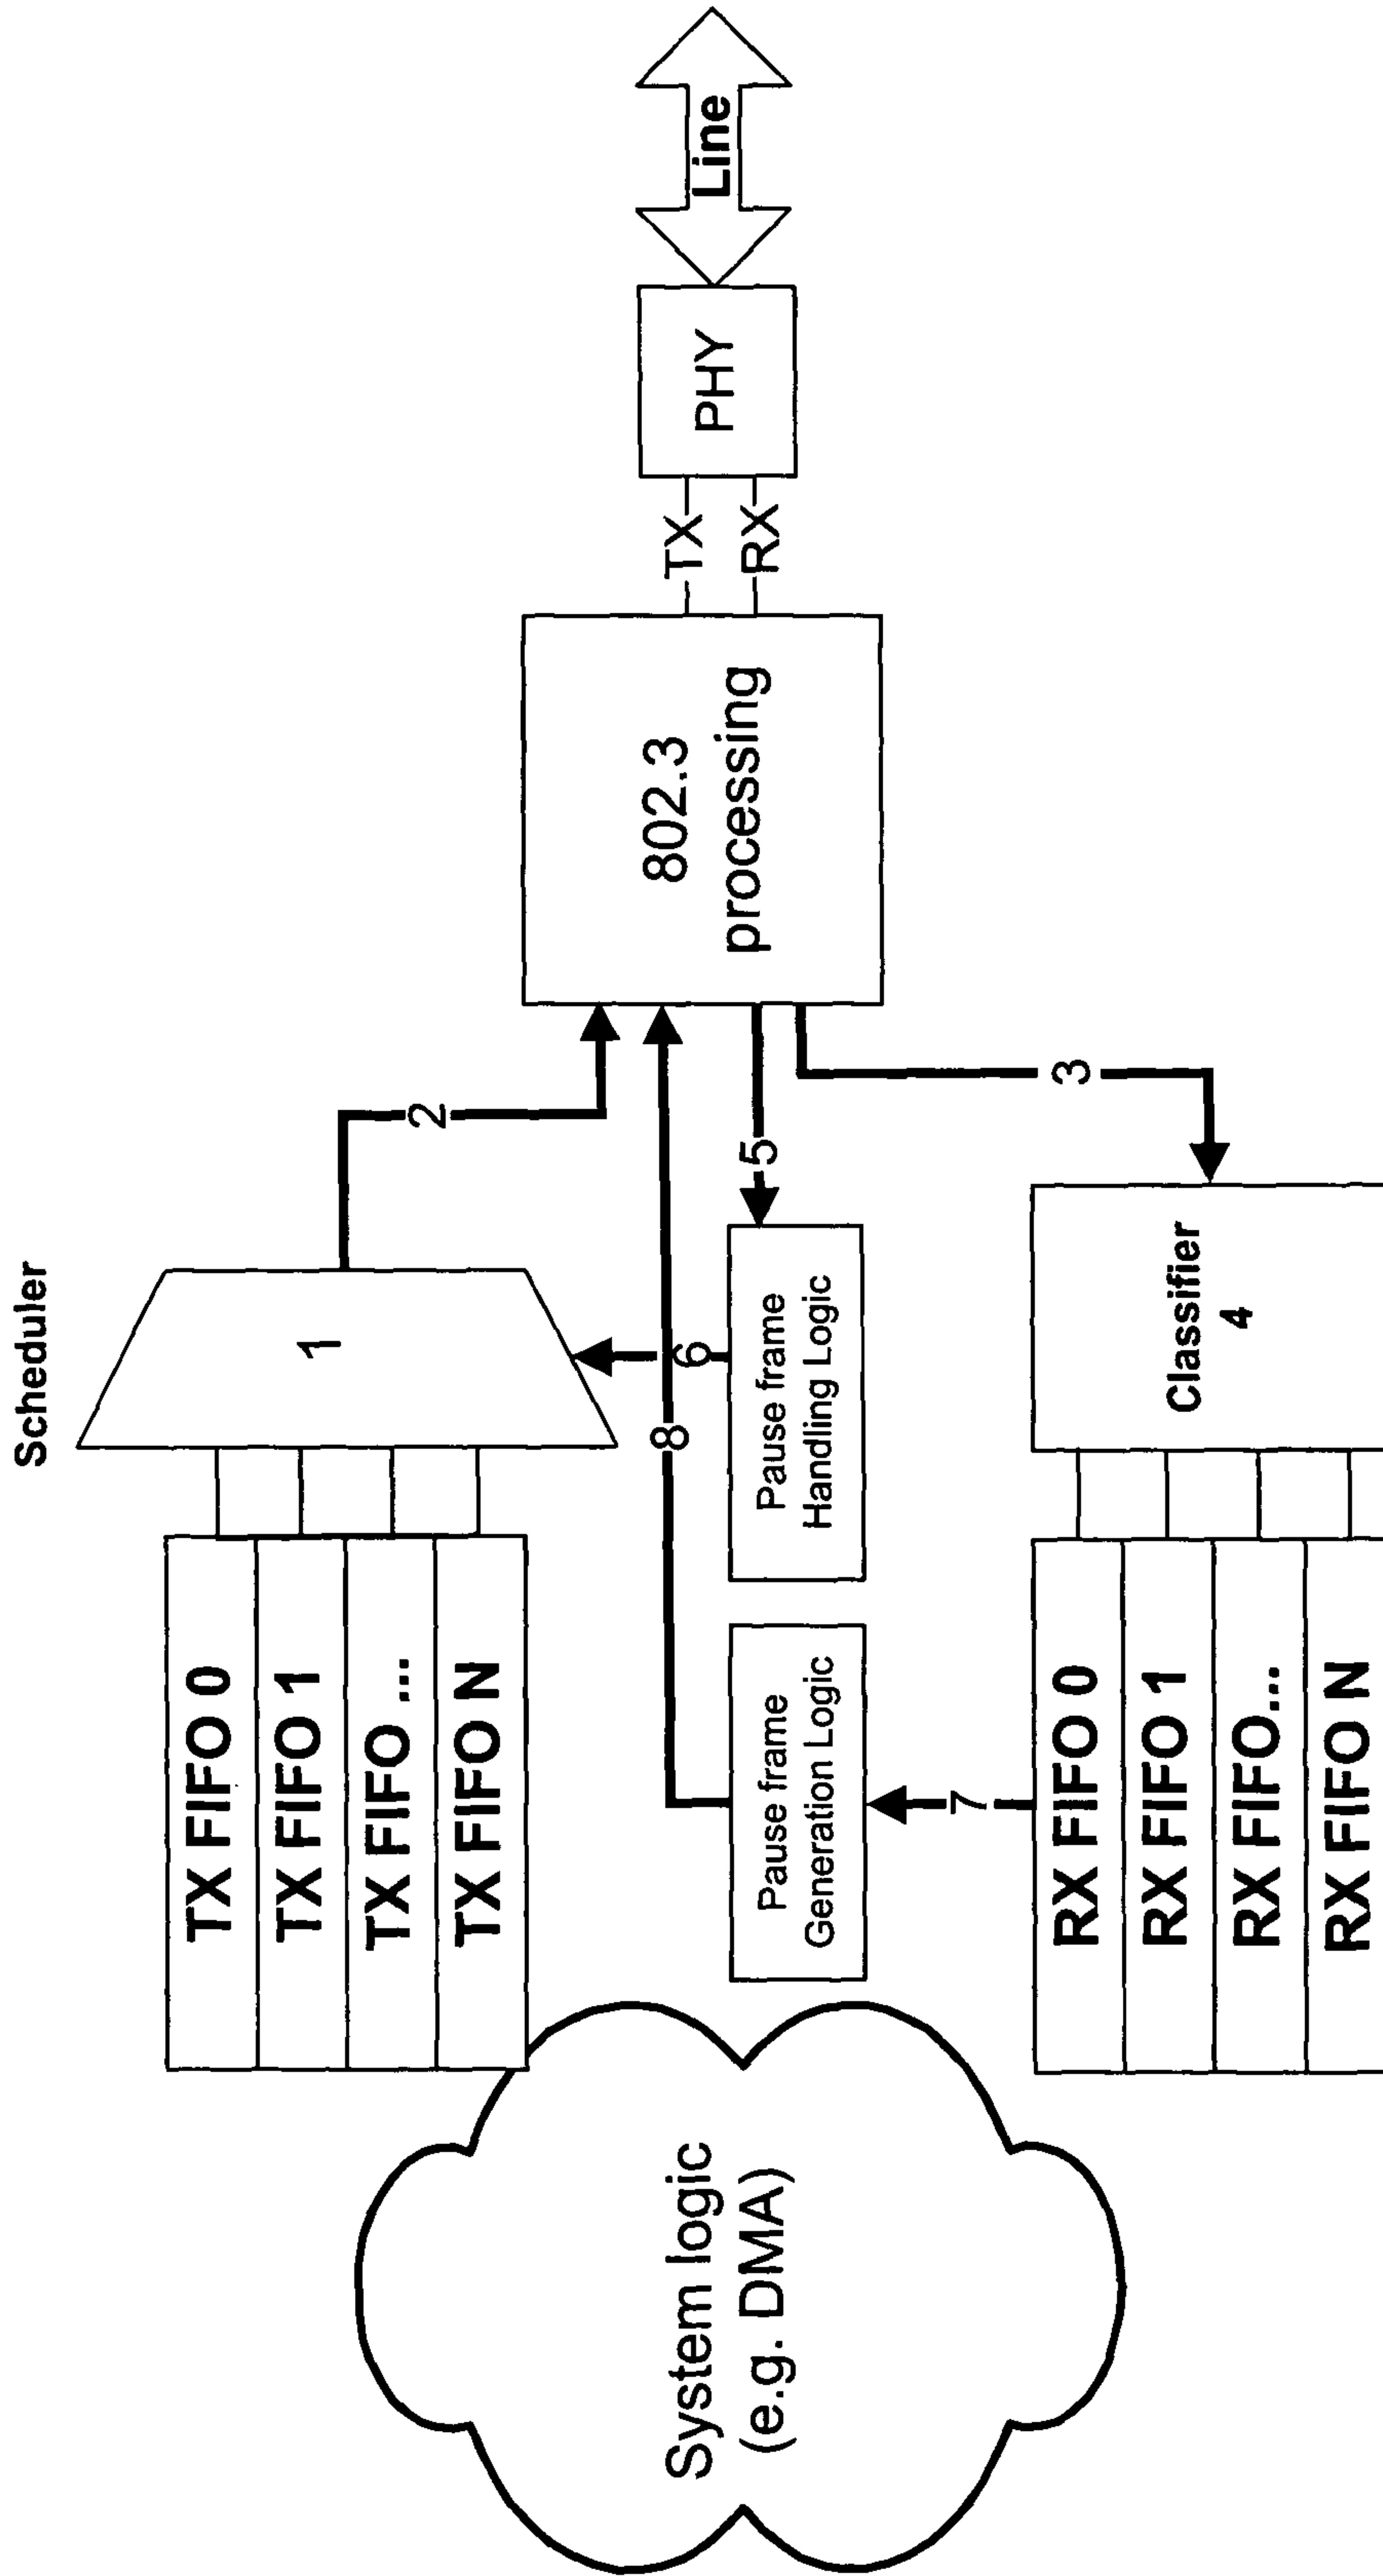 Scheduler
TX FIFO 0
TX FIFO 1
TX FIFO ...
TX FIFO N
1
2
System logic
(e.g. DMA)
Pause frame
Generation Logic
Pause frame
Handling Logic
8
6
5
7
3
802.3
processing
TX
RX
PHY
Line
RX FIFO 0
RX FIFO 1
RX FIFO...
RX FIFO N
Classifier
4